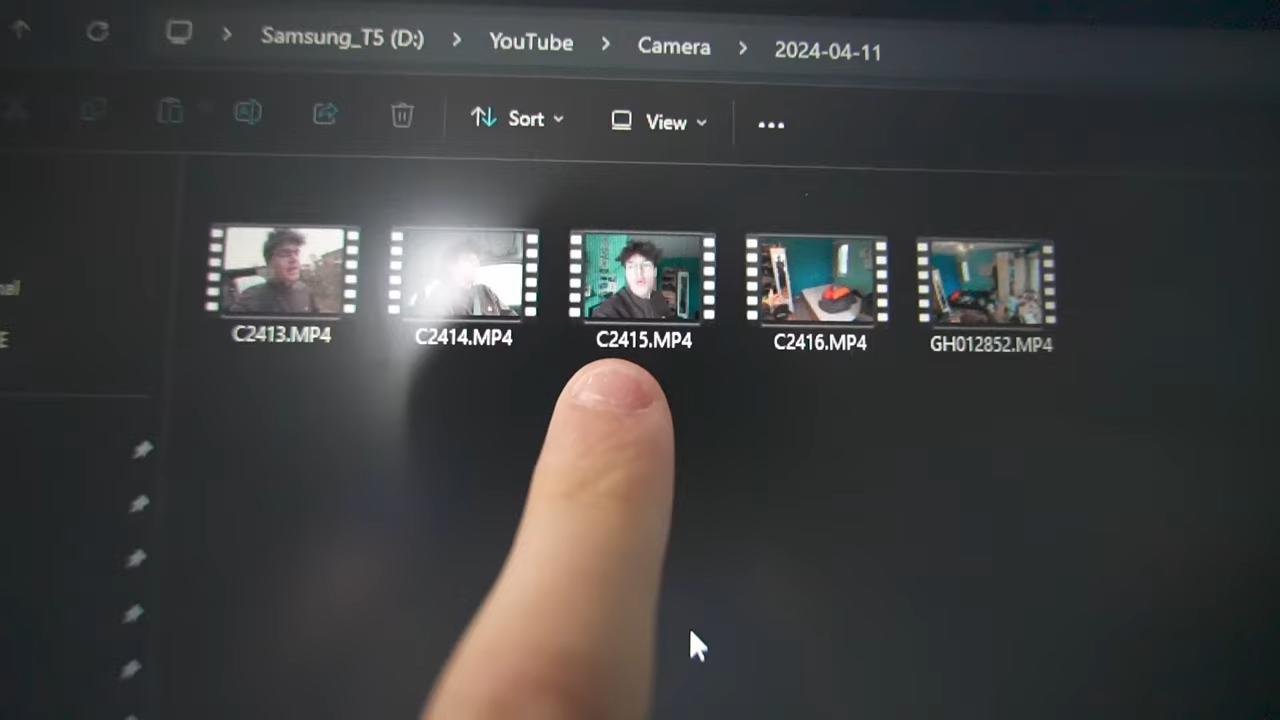 Samsung_T5 (D:) > YouTube > Camera > 2024-04-11
Sort View
C2413.MP4 C2414.MP4 C2415.MP4 C2416.MP4 GH012852.MP4